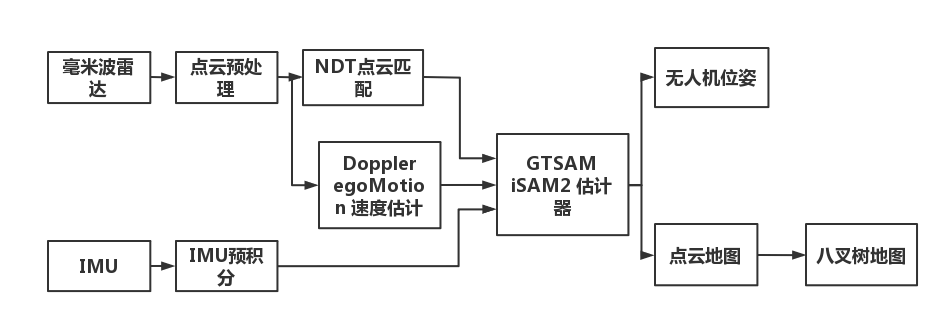 毫米波雷
达
点云预处
理
NDT点云匹
配
Doppler
egoMotio
n 速度估计
IMU
IMU预积
分
GTSAM
iSAM2 估计
器
无人机位姿
点云地图
八叉树地图